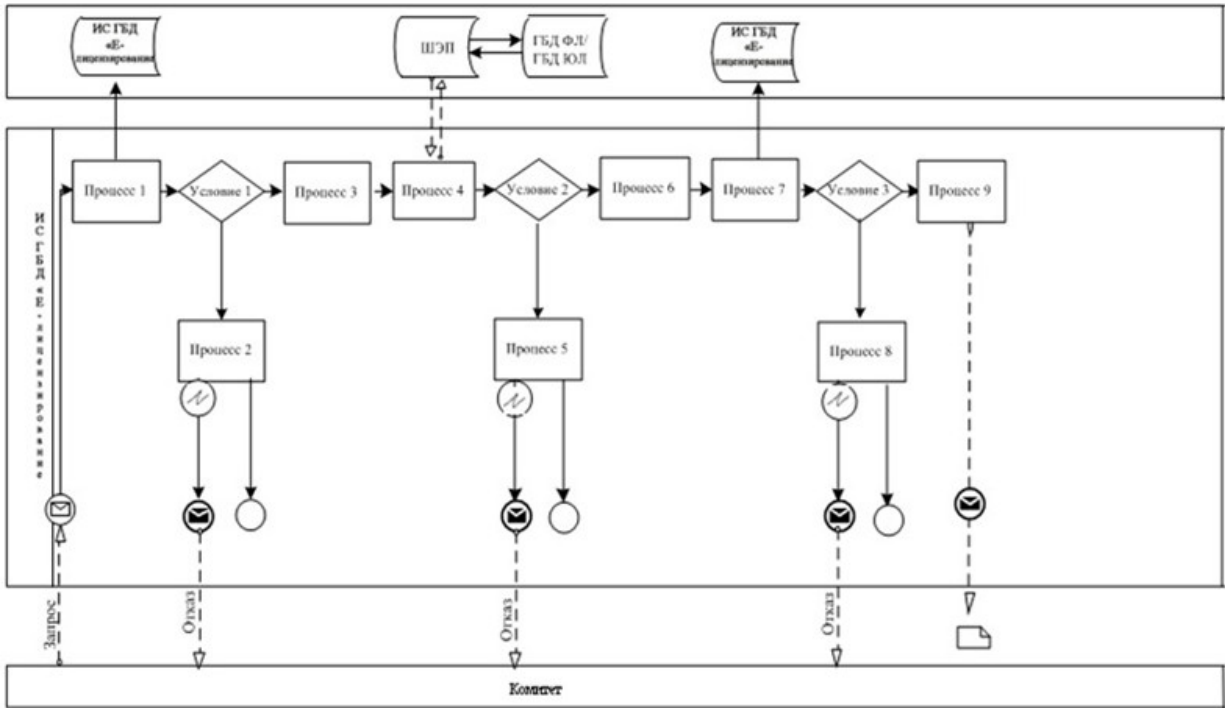 ИС ГБД
«Е-
лицензирование
ШЭП
ГБД ФЛ/
ГБД ЮЛ
ИС ГБД
«Е-
лицензирование
ИС ГБД «Е-лицензирование
Процесс 1
Условие 1
Процесс 3
Процесс 4
Условие 2
Процесс 6
Процесс 7
Условие 3
Процесс 9
Процесс 2
Процесс 5
Процесс 8
Запрос
Отказ
Отказ
Отказ
Комитет